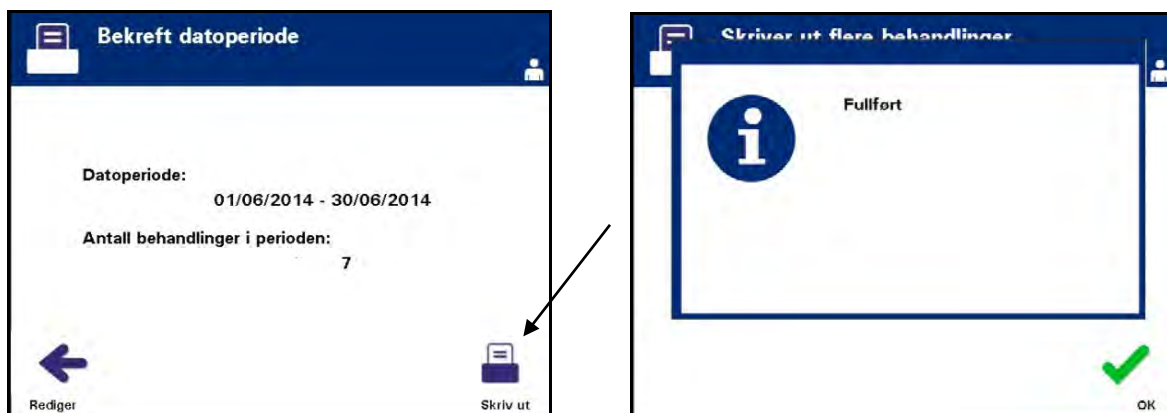 Bekreft datoperiode
Datoperiode:
01/06/2014 - 30/06/2014
Antall behandlinger i perioden:
7
Rediger
Skriv ut
Skriver ut flere behandlinger
Fullført
OK